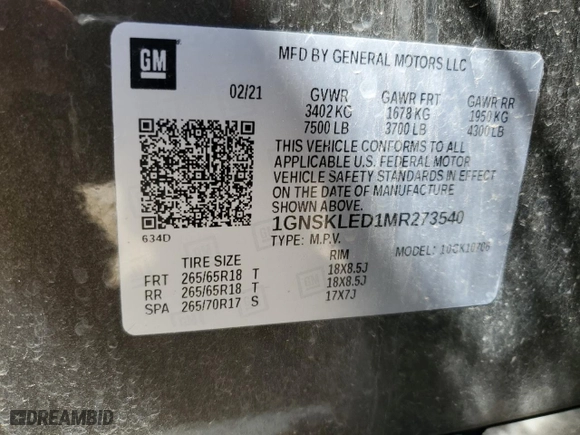 GM
MFD BY GENERAL MOTORS LLC
02/21 GVWR GAWR FRT GAWR RR
3402 KG 1678 KG 1950 KG
7500 LB 3700 LB 4300 LB
THIS VEHICLE CONFORMS TO ALL
APPLICABLE U.S. FEDERAL MOTOR
VEHICLE SAFETY STANDARDS IN EFFECT
ON THE DATE OF MANUFACTURE
SHOWN ABOVE.
634D
1GNSKLED1MR273540
TYPE: M.P.V. MODEL:
TIRE SIZE RIM
FRT 265/65R18 T 18X8.5J
RR 265/65R18 T 18X8.5J
SPA 265/70R17 S 17X7J
DREAMBID